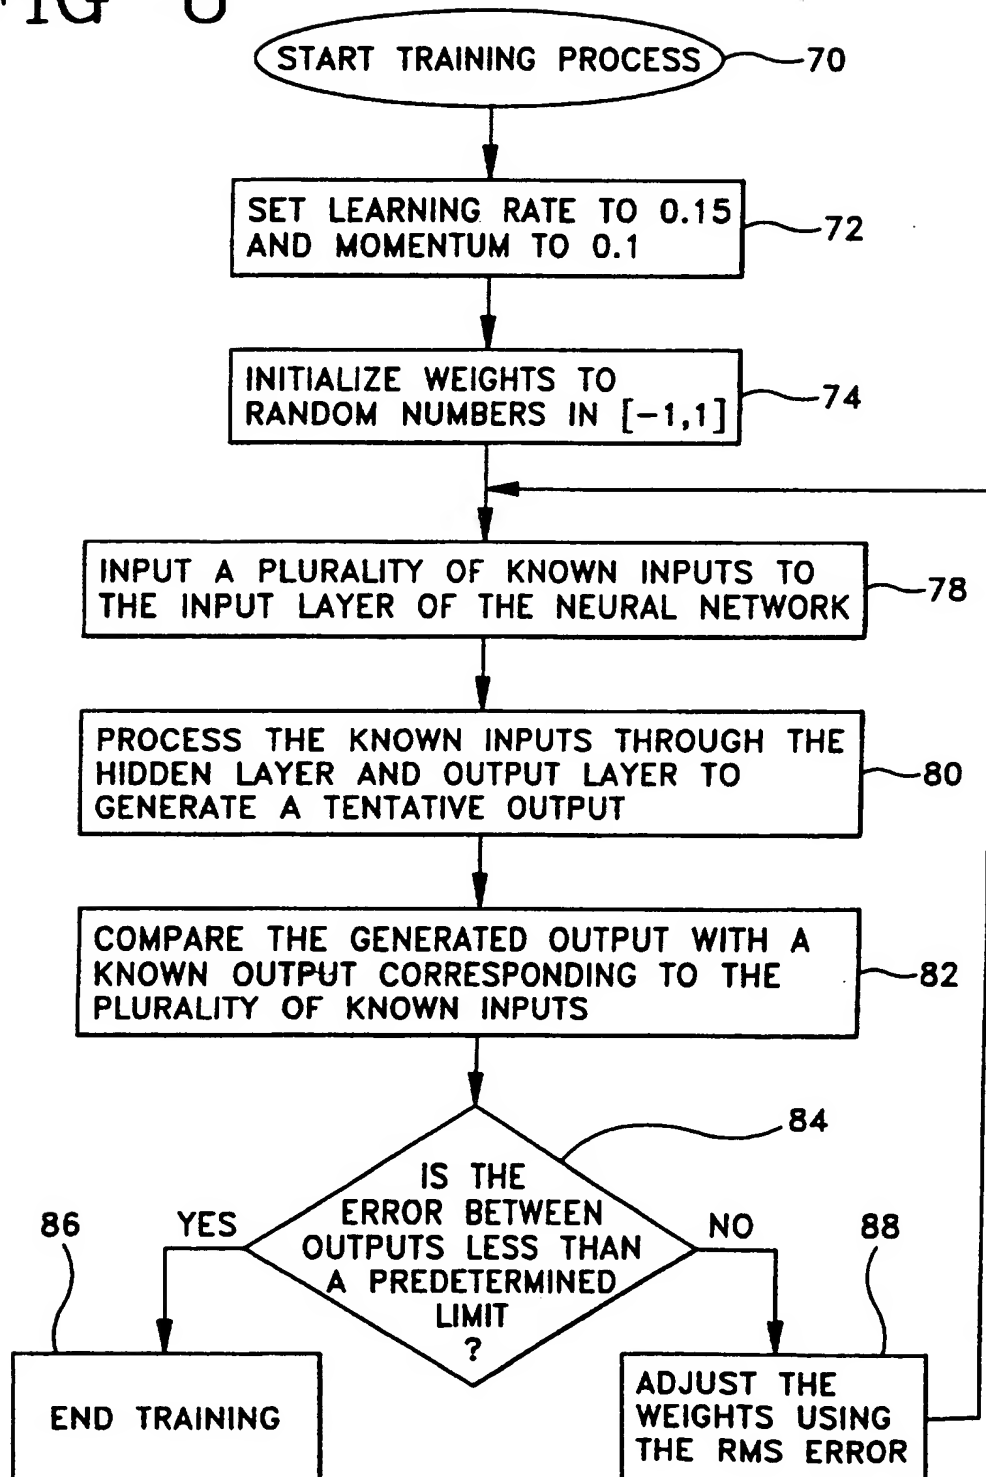 FIG
START TRAINING PROCESS
70
SET LEARNING RATE TO 0.15
AND MOMENTUM TO 0.1
72
INITIALIZE WEIGHTS TO
RANDOM NUMBERS IN [-1,1]
74
INPUT A PLURALITY OF KNOWN INPUTS TO
THE INPUT LAYER OF THE NEURAL NETWORK
78
PROCESS THE KNOWN INPUTS THROUGH THE
HIDDEN LAYER AND OUTPUT LAYER TO
GENERATE A TENTATIVE OUTPUT
80
COMPARE THE GENERATED OUTPUT WITH A
KNOWN OUTPUT CORRESPONDING TO THE
PLURALITY OF KNOWN INPUTS
82
84
IS THE
ERROR BETWEEN
OUTPUTS LESS THAN
A PREDETERMINED
LIMIT
?
YES
NO
86
88
END TRAINING
ADJUST THE
WEIGHTS USING
THE RMS ERROR